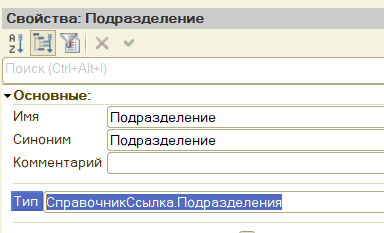 Свойства: Подразделение
Поиск (Ctrl+Alt+I)
Основные:
Имя Подразделение
Синоним Подразделение
Комментарий
Тип СправочникСсылка.Подразделения